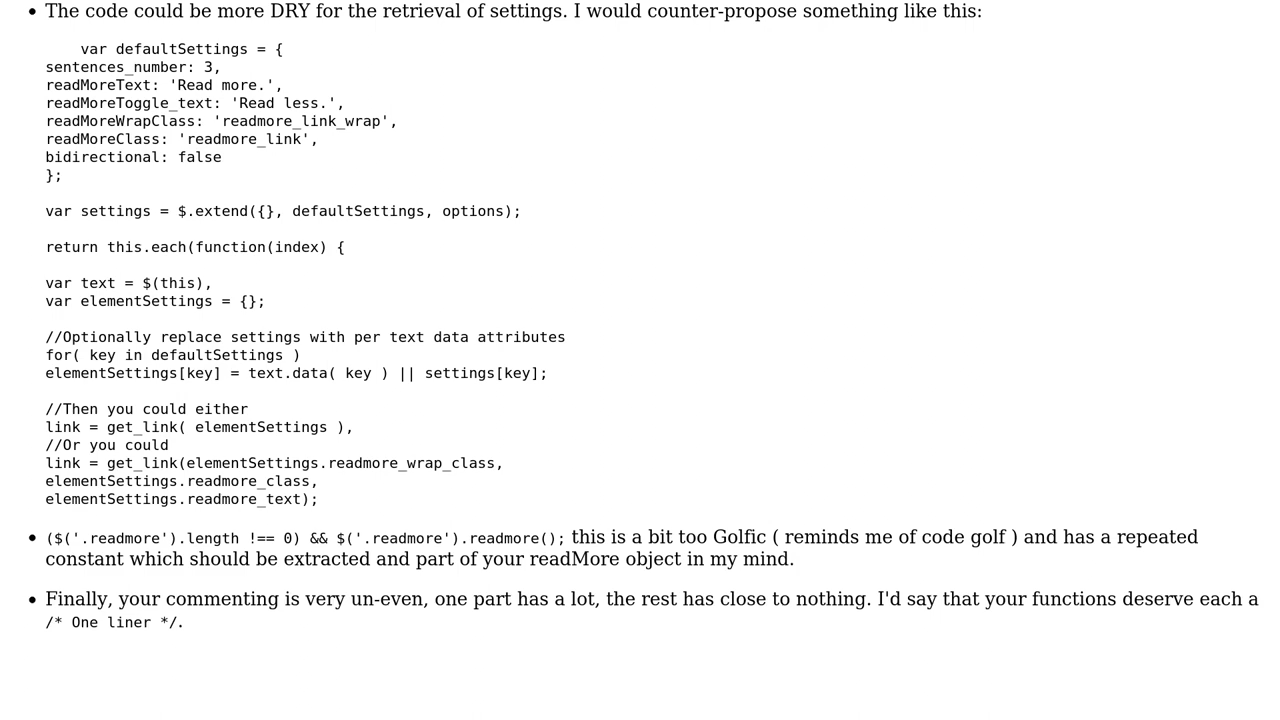 • The code could be more DRY for the retrieval of settings. I would counter-propose something like this:
var defaultSettings = {
sentences_number: 3,
readMoreText: 'Read more.',
readMoreToggle_text: 'Read less.',
readMoreWrapClass: 'readmore_link_wrap',
readMoreClass: 'readmore_link',
bidirectional: false
};
var settings = $.extend({}, defaultSettings, options);
return this.each(function(index) {
var text = $(this),
var elementSettings = {};
//Optionally replace settings with per text data attributes
for( key in defaultSettings )
elementSettings[key] = text.data( key ) || settings[key];
//Then you could either
link = get_link( elementSettings ),
//Or you could
link = get_link(elementSettings.readmore_wrap_class,
elementSettings.readmore_class,
elementSettings.readmore_text);
• ($('.readmore').length !== 0) && $('.readmore').readmore(); this is a bit too Golfic ( reminds me of code golf ) and has a repeated
constant which should be extracted and part of your readMore object in my mind.
• Finally, your commenting is very un-even, one part has a lot, the rest has close to nothing. I'd say that your functions deserve each a
/* One liner */.